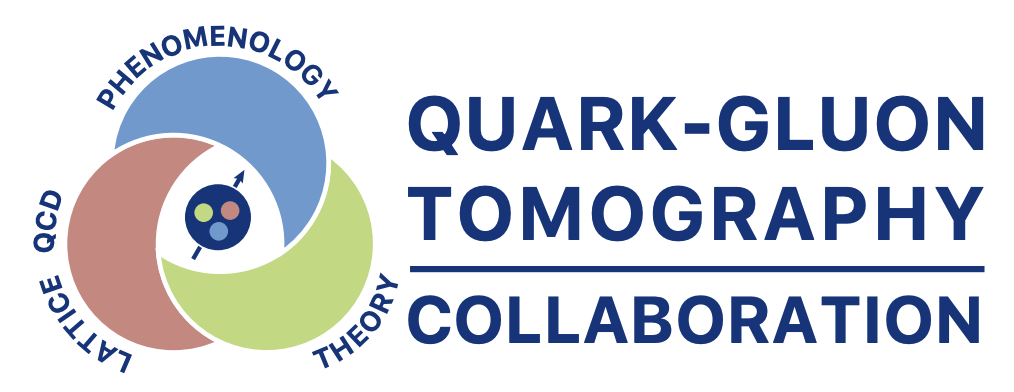 PHENOMENOLOGY
LATTICE QCD
THEORY
QUARK-GLUON
TOMOGRAPHY
COLLABORATION